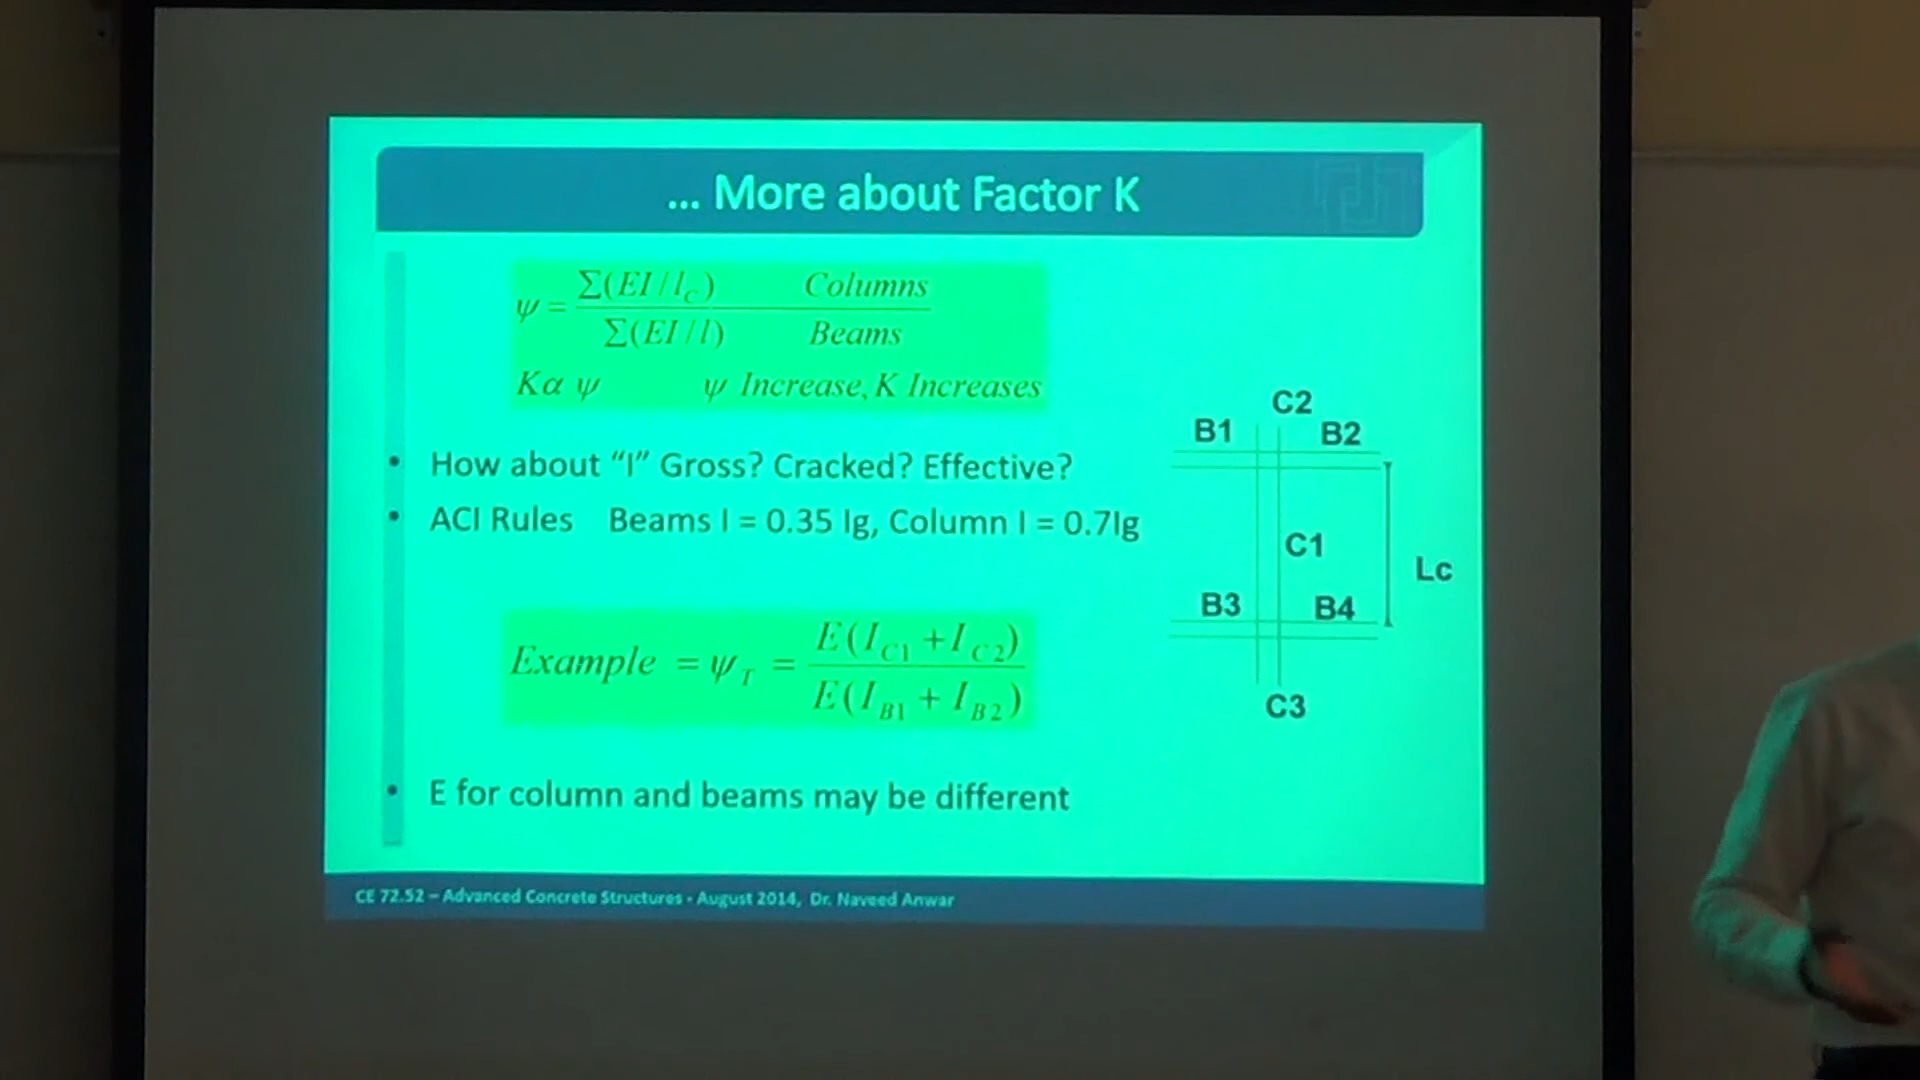 ... More about Factor K
ψ = Σ(EI / l_c) Columns
Σ(EI / l) Beams
Kα ψ ψ Increase, K Increases
• How about “I” Gross? Cracked? Effective?
• ACI Rules Beams I = 0.35 Ig, Column I = 0.7Ig
Example = ψ_T = E(I_C1 + I_C2)
E(I_B1 + I_B2)
• E for column and beams may be different
C2
B1 B2
C1
Lc
B3 B4
C3
CE 72.52 – Advanced Concrete Structures - August 2014, Dr. Naveed Anwar